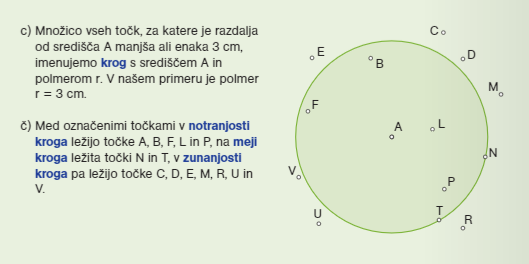 c) Množico vseh točk, za katere je razdalja
od središča A manjša ali enaka 3 cm,
imenujemo krog s središčem A in
polmerom r. V našem primeru je polmer
r = 3 cm.
č) Med označenimi točkami v notranjosti
kroga ležijo točke A, B, F, L in P, na meji
kroga ležita točki N in T, v zunanjosti
kroga pa ležijo točke C, D, E, M, R, U in
V.
C
E
D
B
M
F
A
L
N
V
P
U
T
R